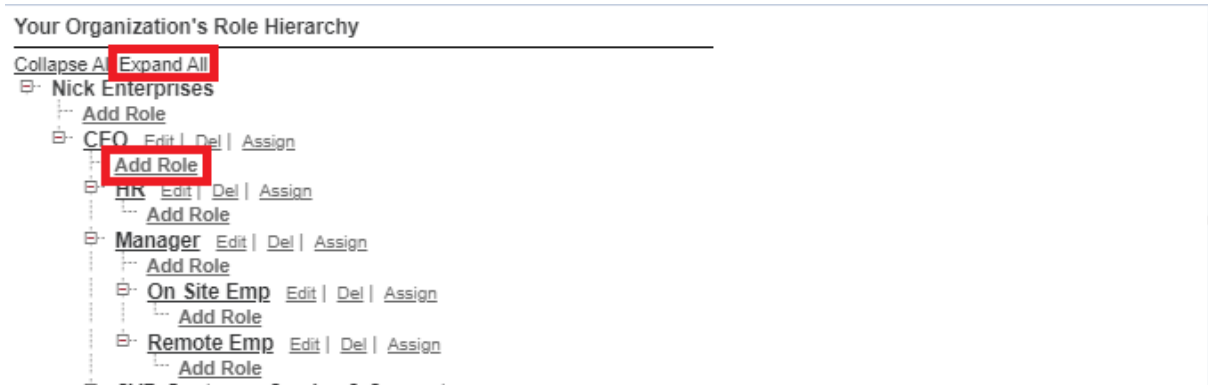 Your Organization's Role Hierarchy
Collapse Al Expand All
Nick Enterprises
Add Role
CEO Edit | Del | Assign
Add Role
HR Edit | Del | Assign
Add Role
Manager Edit | Del | Assign
Add Role
On Site Emp Edit | Del | Assign
Add Role
Remote Emp Edit | Del | Assign
Add Role